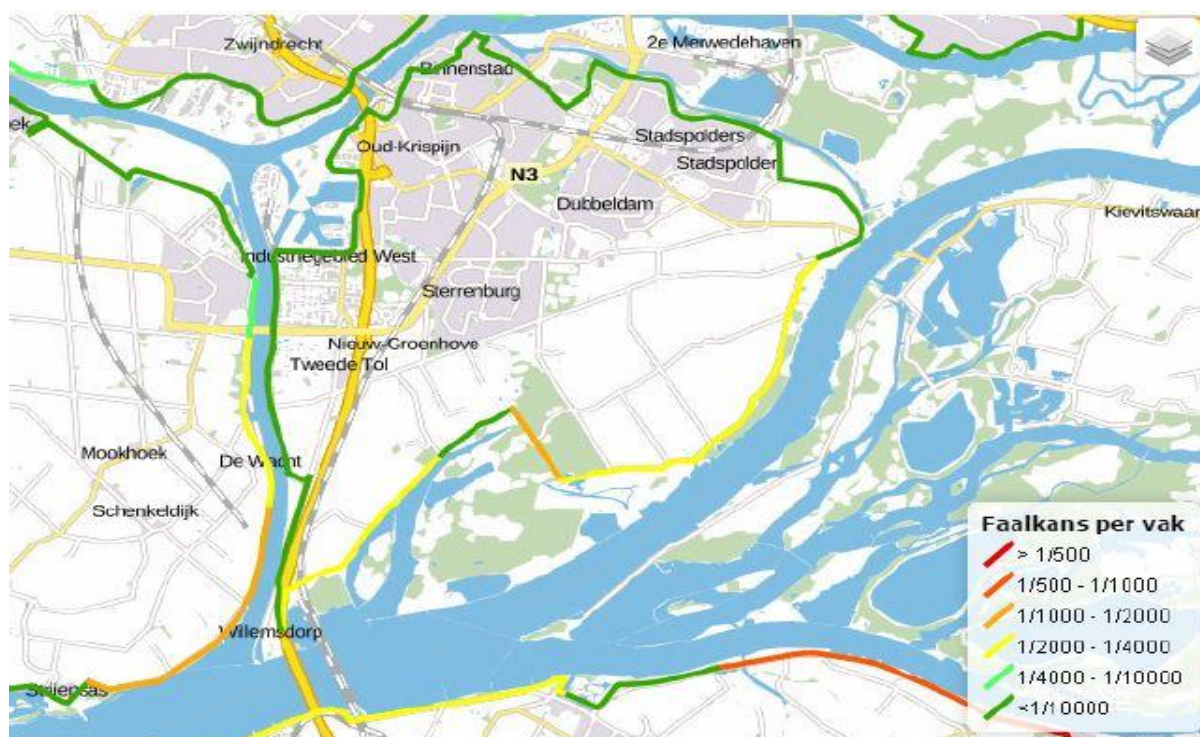 Zwijndrecht
2e Merwedehaven
Binnenstad
ek
Stadspolders
Oud-Krispijn
Stadspolder
N3
Dubbeldam
Kievitswaar
Industriegebied West
Sterrenburg
Nieuw-Groenhove
Tweede Tol
Mookhoek
De Wacht
Schenkeldijk
Willemsdorp
Strijensas
Faalkans per vak
> 1/500
1/500 - 1/1000
1/1000 - 1/2000
1/2000 - 1/4000
1/4000 - 1/10000
<1/10000